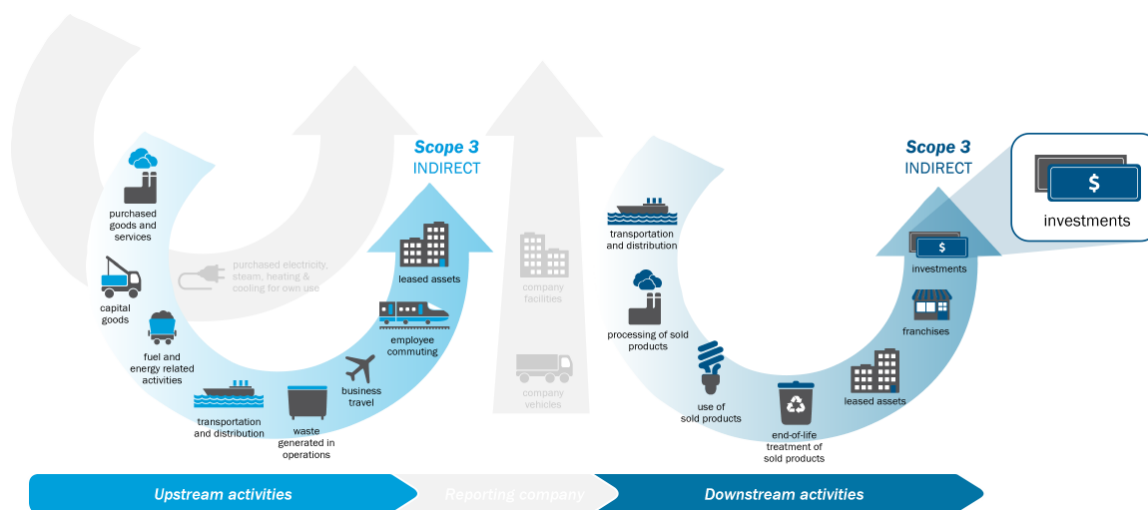 Scope 3
INDIRECT
purchased
goods and
services
capital
goods
fuel and
energy related
activities
transportation
and distribution
waste
generated in
operations
business
travel
employee
commuting
leased assets
purchased electricity,
steam, heating &
cooling for own use
company
facilities
company
vehicles
Scope 3
INDIRECT
transportation
and distribution
processing of sold
products
use of
sold products
end-of-life
treatment of
sold products
leased assets
franchises
$
investments
$
investments
Upstream activities
Reporting company
Downstream activities